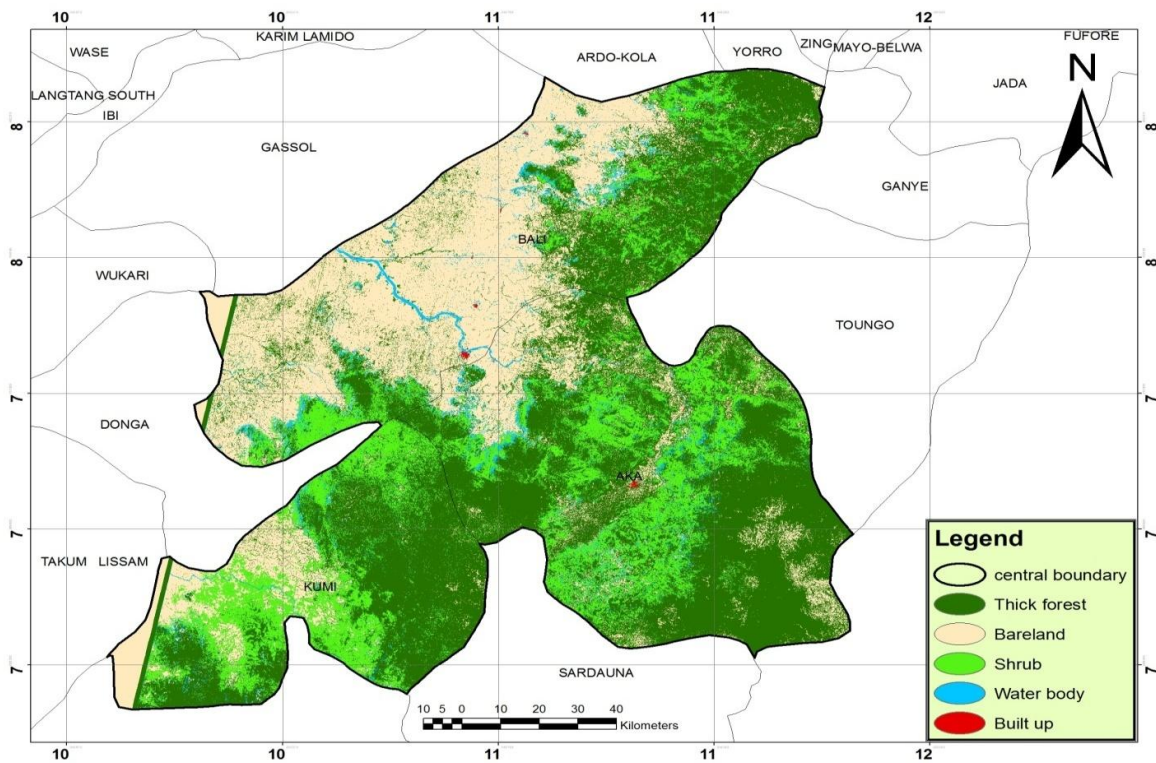 10 10 11 11 12
KARIM LAMIDO
FUFORE
WASE
ARDO-KOLA
YORRO
ZING
MAYO-BELWA
N
JADA
LANGTANG SOUTH
IBI
8 8
GASSOL
GANYE
BALI
8 8
WUKARI
TOUNGO
7 7
DONGA
AKA
7 7
TAKUM LISSAM
KUMI
7 7
SARDAUNA
10 5 0 10 20 30 40
Kilometers
Legend
central boundary
Thick forest
Bareland
Shrub
Water body
Built up
10 10 11 11 12